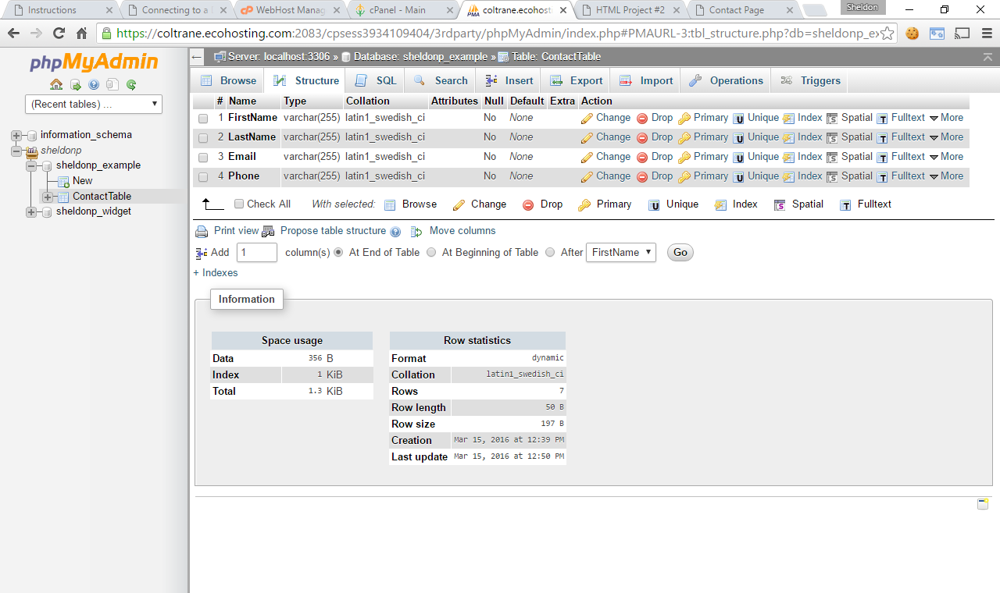 Instructions
Connecting to a
WebHost Manag
cPanel - Main
coltrane.ecohosti
HTML Project #2
Contact Page
Sheldon
https://coltrane.ecohosting.com:2083/cpsess3934109404/3rdparty/phpMyAdmin/index.php#PMAURL-3:tbl_structure.php?db=sheldonp_ex
phpMyAdmin
(Recent tables) ...
information_schema
sheldonp
sheldonp_example
New
ContactTable
sheldonp_widget
Server: localhost:3306 » Database: sheldonp_example » Table: ContactTable
Browse Structure SQL Search Insert Export Import Operations Triggers
# Name Type Collation Attributes Null Default Extra Action
1 FirstName varchar(255) latin1_swedish_ci No None Change Drop Primary Unique Index Spatial Fulltext More
2 LastName varchar(255) latin1_swedish_ci No None Change Drop Primary Unique Index Spatial Fulltext More
3 Email varchar(255) latin1_swedish_ci No None Change Drop Primary Unique Index Spatial Fulltext More
4 Phone varchar(255) latin1_swedish_ci No None Change Drop Primary Unique Index Spatial Fulltext More
Check All With selected: Browse Change Drop Primary Unique Index Spatial Fulltext
Print view Propose table structure Move columns
Add 1 column(s) At End of Table At Beginning of Table After FirstName Go
+ Indexes
Information
Space usage
Data 356 B
Index 1 KiB
Total 1.3 KiB
Row statistics
Format dynamic
Collation latin1_swedish_ci
Rows 7
Row length 50 B
Row size 197 B
Creation Mar 15, 2016 at 12:39 PM
Last update Mar 15, 2016 at 12:50 PM